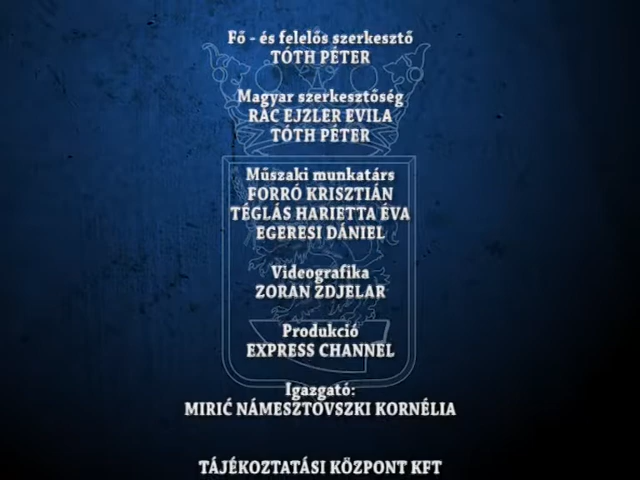 Fő - és felelős szerkesztő
TÓTH PÉTER
Magyar szerkesztőség
RÁC EJZLER EVILA
TÓTH PÉTER
Műszaki munkatárs
FORRÓ KRISZTIÁN
TÉGLÁS HARIETTA ÉVA
EGERESI DÁNIEL
Videografika
ZORAN ZDJELAR
Produkció
EXPRESS CHANNEL
Igazgató:
MIRIĆ NÁMESZTOVSZKI KORNÉLIA
TÁJÉKOZTATÁSI KÖZPONT KFT